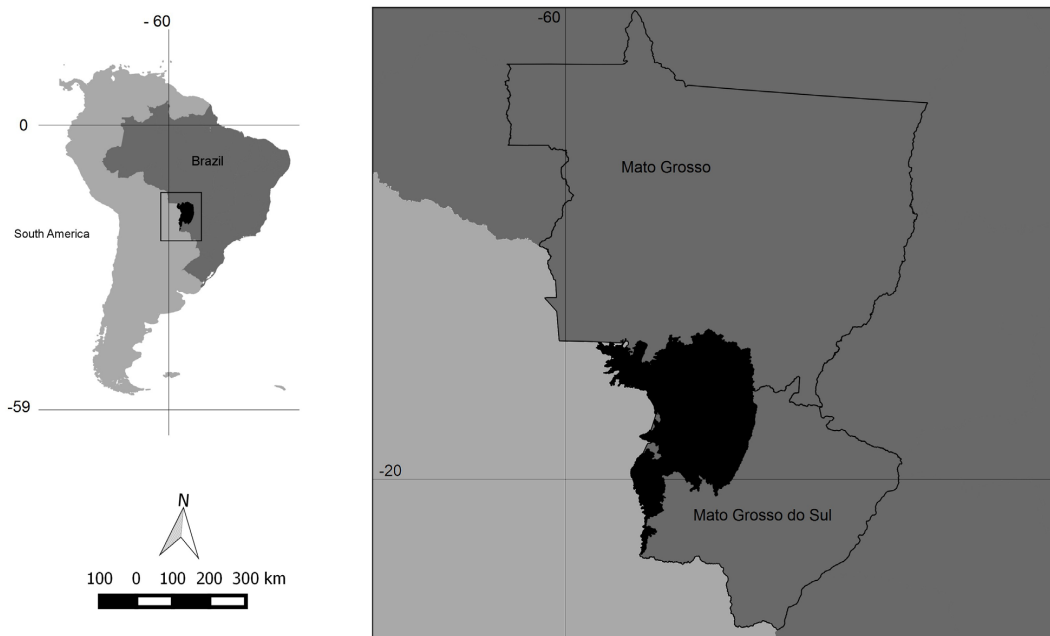 - 60
0
Brazil
South America
-59
N
100 0 100 200 300 km
-60
Mato Grosso
-20
Mato Grosso do Sul